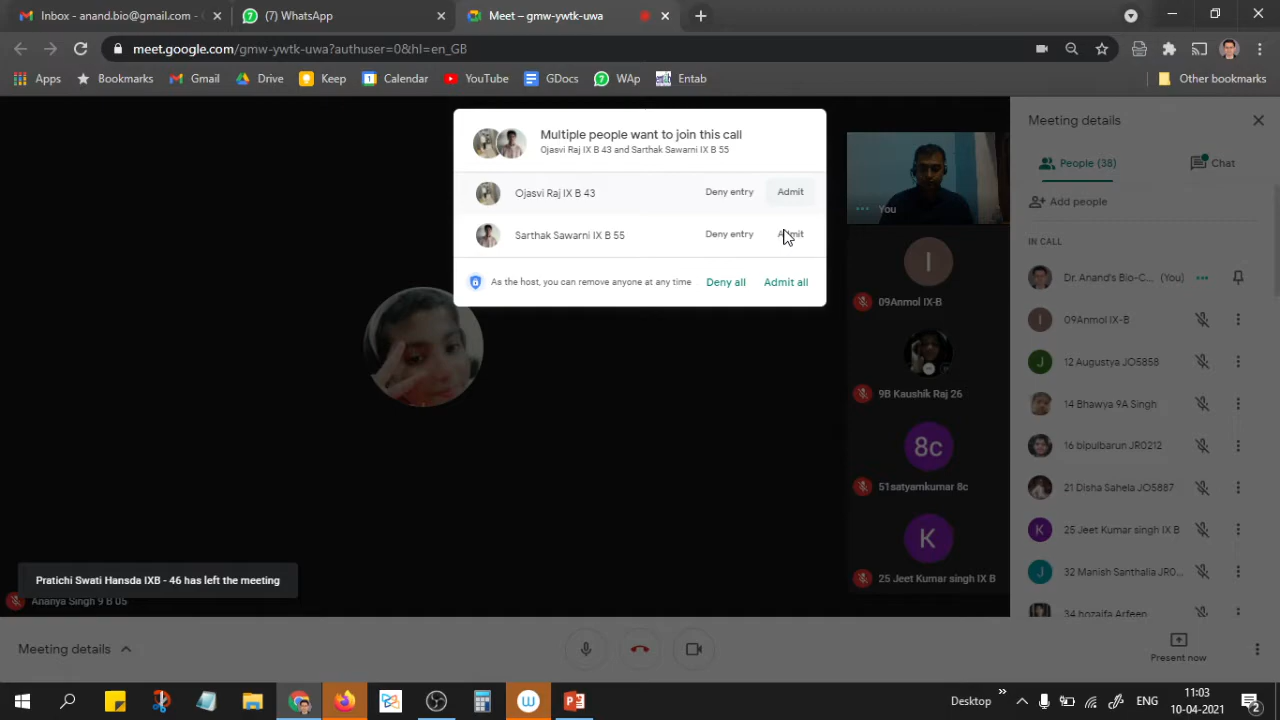 Inbox - anand.bio@gmail.com -
(7) WhatsApp
Meet – gmw-ywtk-uwa
meet.google.com/gmw-ywtk-uwa?authuser=0&hl=en_GB
Apps
Bookmarks
Gmail
Drive
Keep
Calendar
YouTube
GDocs
WAp
Entab
Other bookmarks
Multiple people want to join this call
Ojasvi Raj IX B 43 and Sarthak Sawarni IX B 55
Ojasvi Raj IX B 43
Deny entry
Admit
Sarthak Sawarni IX B 55
Deny entry
Admit
As the host, you can remove anyone at any time
Deny all
Admit all
You
I
09Anmol IX-B
9B Kaushik Raj 26
8c
51satyamkumar 8c
K
25 Jeet Kumar singh IX B
Meeting details
People (38)
Chat
Add people
IN CALL
Dr. Anand's Bio-C... (You)
I
09Anmol IX-B
J
12 Augustya JO5858
14 Bhawya 9A Singh
16 bipulbarun JR0212
21 Disha Sahela JO5887
K
25 Jeet Kumar singh IX B
J
32 Manish Santhalia JR0...
34 hozaifa Arfeen
Pratichi Swati Hansda IXB - 46 has left the meeting
Ananya Singh 9 B 05
Meeting details
Present now
Desktop
ENG
11:03
10-04-2021
2